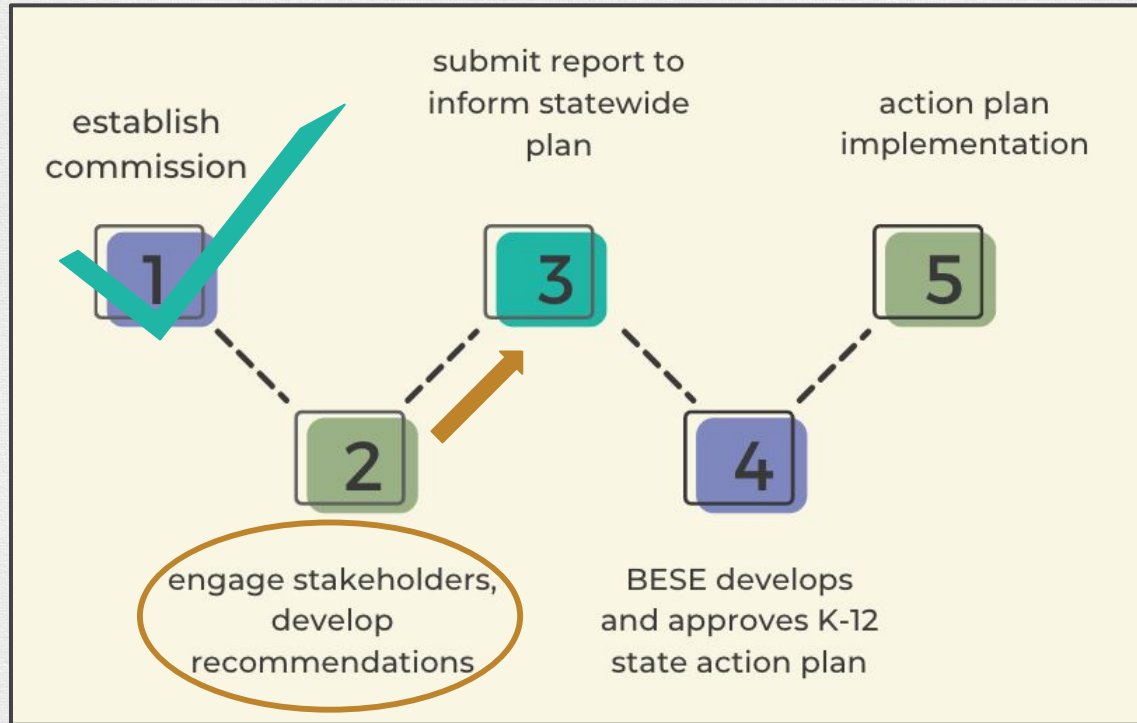 establish
commission
1
2
engage stakeholders,
develop
recommendations
submit report to
inform statewide
plan
3
4
BESE develops
and approves K-12
state action plan
action plan
implementation
5